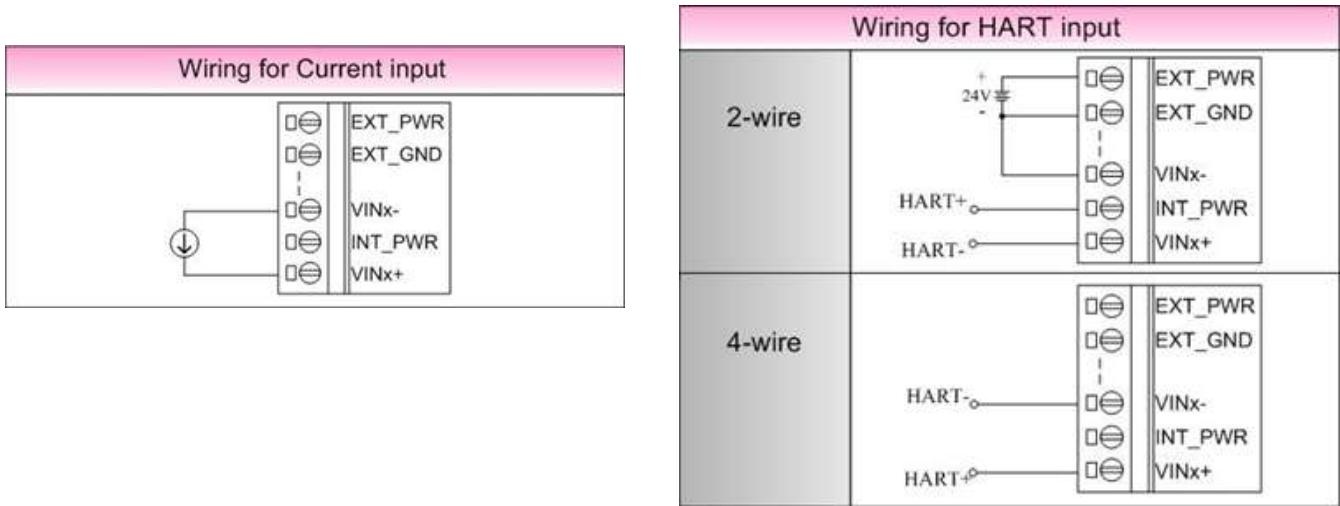 Wiring for Current input
EXT_PWR
EXT_GND
VINx-
INT_PWR
VINx+
Wiring for HART input
2-wire
+
24V
-
EXT_PWR
EXT_GND
VINx-
HART+
INT_PWR
HART-
VINx+
4-wire
EXT_PWR
EXT_GND
HART-
VINx-
INT_PWR
HART+
VINx+